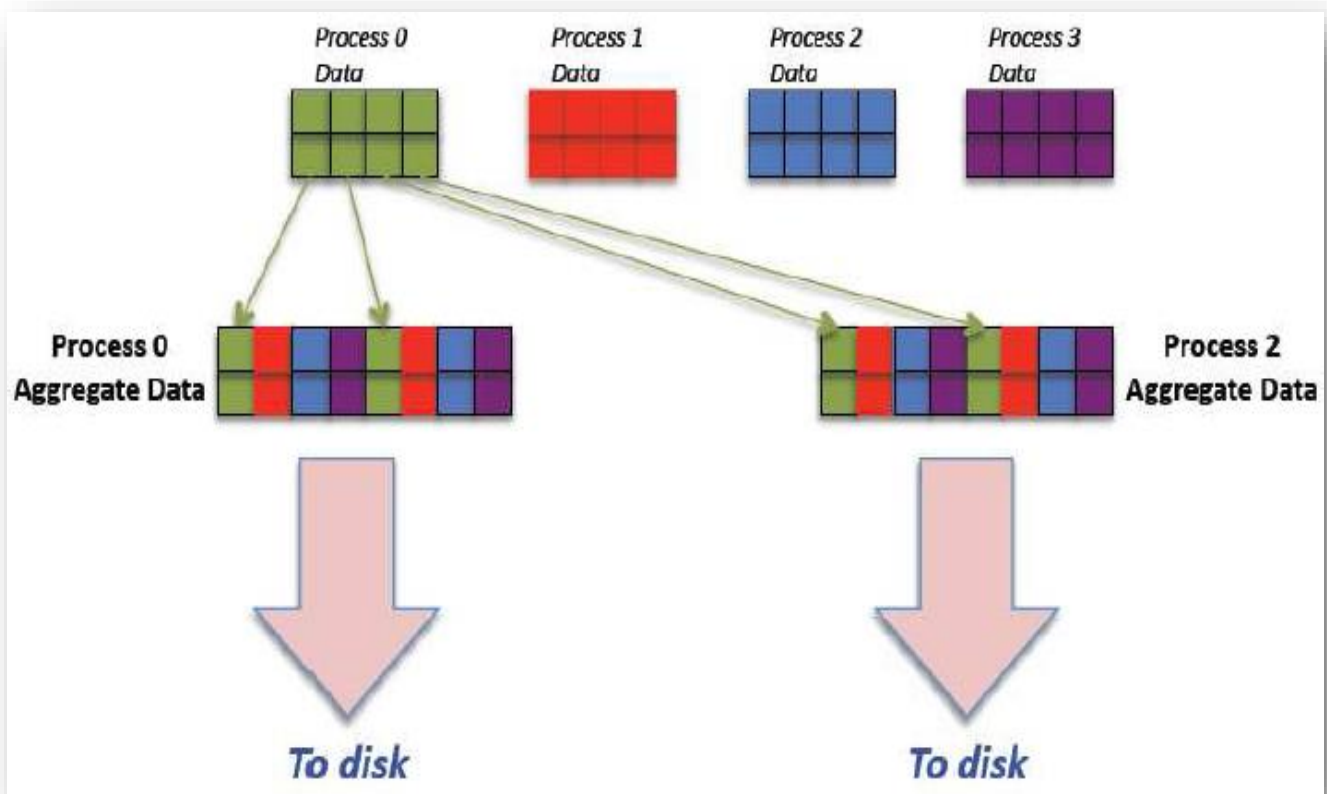 Process 0
Data
Process 1
Data
Process 2
Data
Process 3
Data
Process 0
Aggregate Data
Process 2
Aggregate Data
To disk
To disk